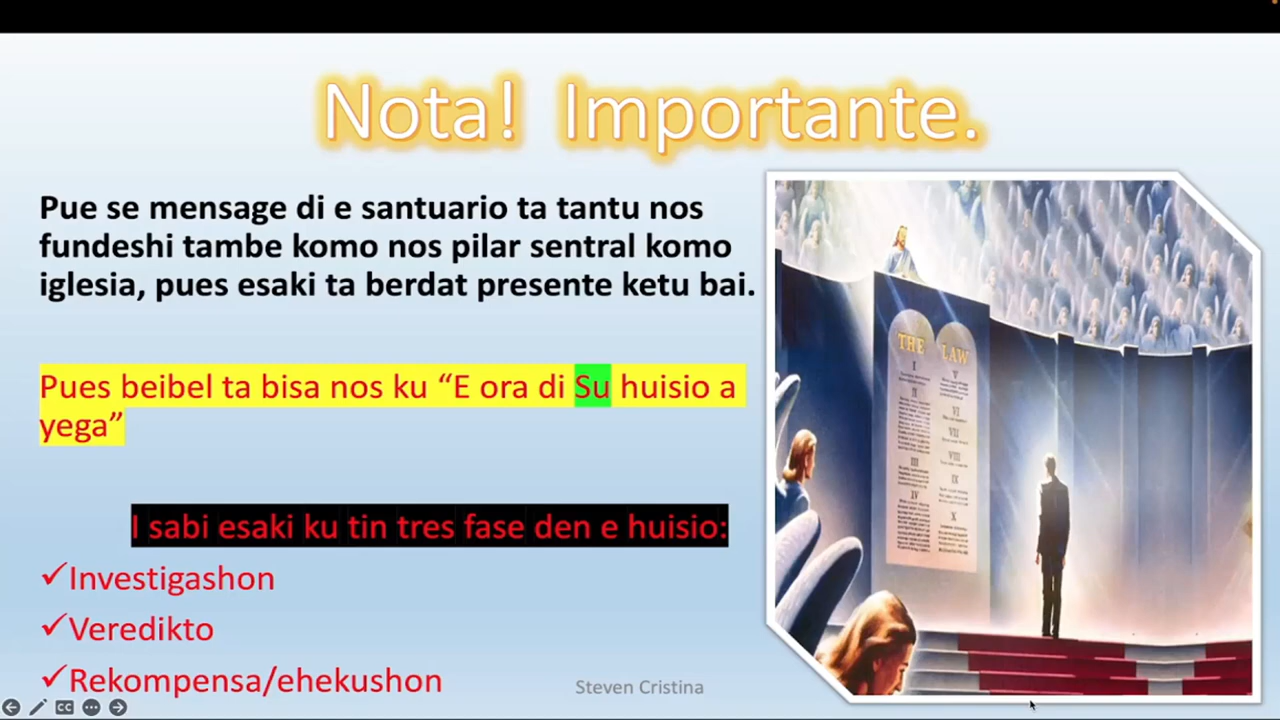 Nota! Importante.
Pue se mensage di e santuario ta tantu nos
fundeshi tambe komo nos pilar sentral komo
iglesia, pues esaki ta berdat presente ketu bai.
Pues beibel ta bisa nos ku “E ora di Su huisio a
yega”
I sabi esaki ku tin tres fase den e huisio:
✓Investigashon
✓Veredikto
✓Rekompensa/ehekushon
Steven Cristina
THE LAW
I
II
III
IV
V
VI
VII
VIII
IX
X
CC